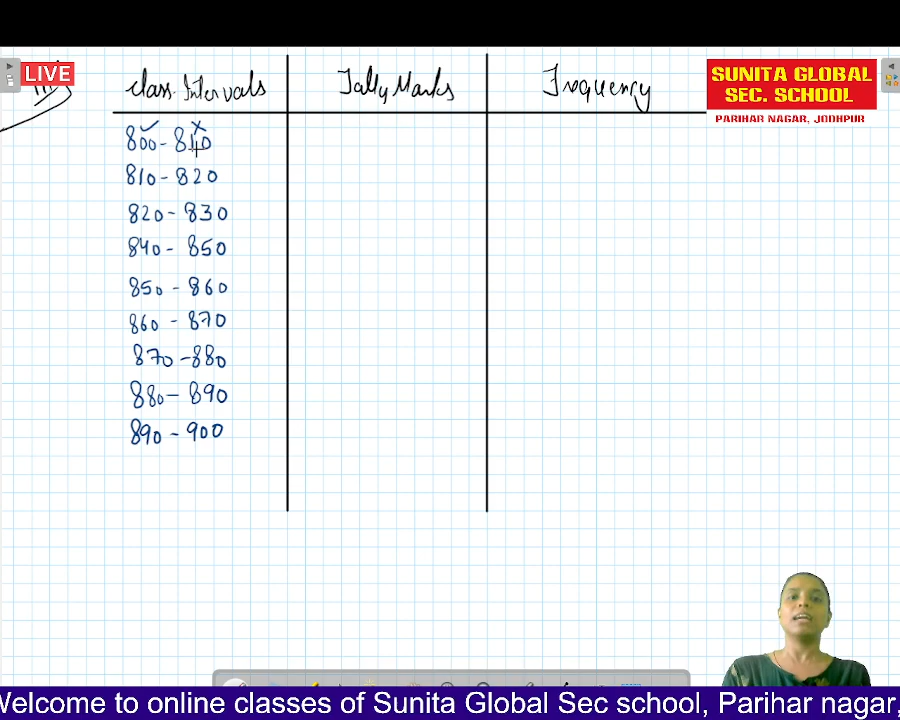 LIVE
Class Intervals Tally Marks Frequency
SUNITA GLOBAL
SEC. SCHOOL
PARIHAR NAGAR, JODHPUR
800 - 810
810 - 820
820 - 830
840 - 850
850 - 860
860 - 870
870 - 880
880 - 890
890 - 900
Welcome to online classes of Sunita Global Sec school, Parihar nagar,